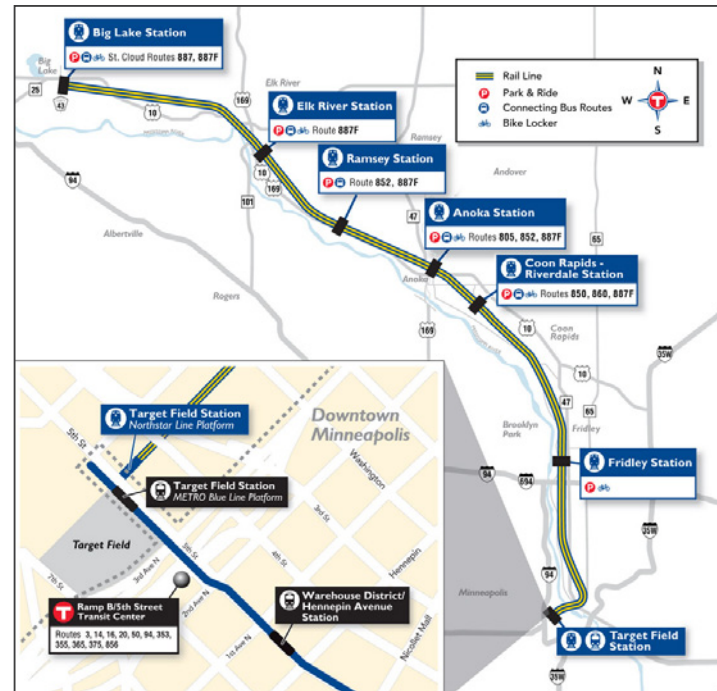 Big Lake Station
St. Cloud Routes 887, 887F
Big
Lake
25
43
10
169
Elk River
Elk River Station
Route 887F
Rail Line
Park & Ride
Connecting Bus Routes
Bike Locker
N
W
E
S
T
Ramsey
Ramsey Station
Route 852, 887F
10
169
101
94
Andover
47
65
Albertville
Anoka Station
Routes 805, 852, 887F
Anoka
Rogers
Coon Rapids -
Riverdale Station
Routes 850, 860, 887F
169
10
Coon
Rapids
35W
10
47
65
Brooklyn
Park
Fridley
Fridley Station
94
694
94
Minneapolis
Target Field
Station
35W
Downtown
Minneapolis
Target Field Station
Northstar Line Platform
5th St
Target Field Station
METRO Blue Line Platform
Washington
3rd St
Target Field
5th St
4th St
Hennepin
7th St
3rd Ave N
2nd Ave N
1st Ave N
Nicollet Mall
Ramp B/5th Street
Transit Center
Routes 3, 14, 16, 20, 50, 94, 353,
355, 365, 375, 856
Warehouse District/
Hennepin Avenue
Station